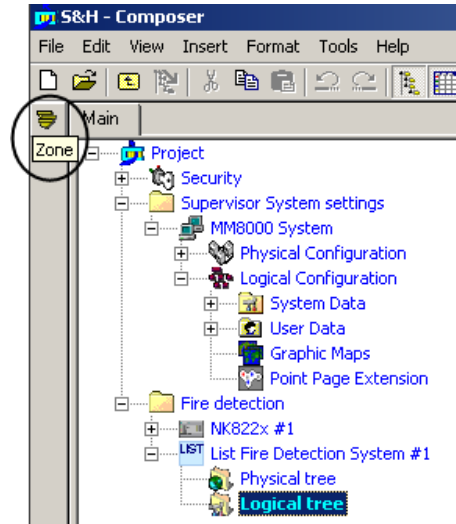 S&H - Composer
File Edit View Insert Format Tools Help
Main
Zone
Project
Security
Supervisor System settings
MM8000 System
Physical Configuration
Logical Configuration
System Data
User Data
Graphic Maps
Point Page Extension
Fire detection
NK822x #1
LIST List Fire Detection System #1
Physical tree
Logical tree